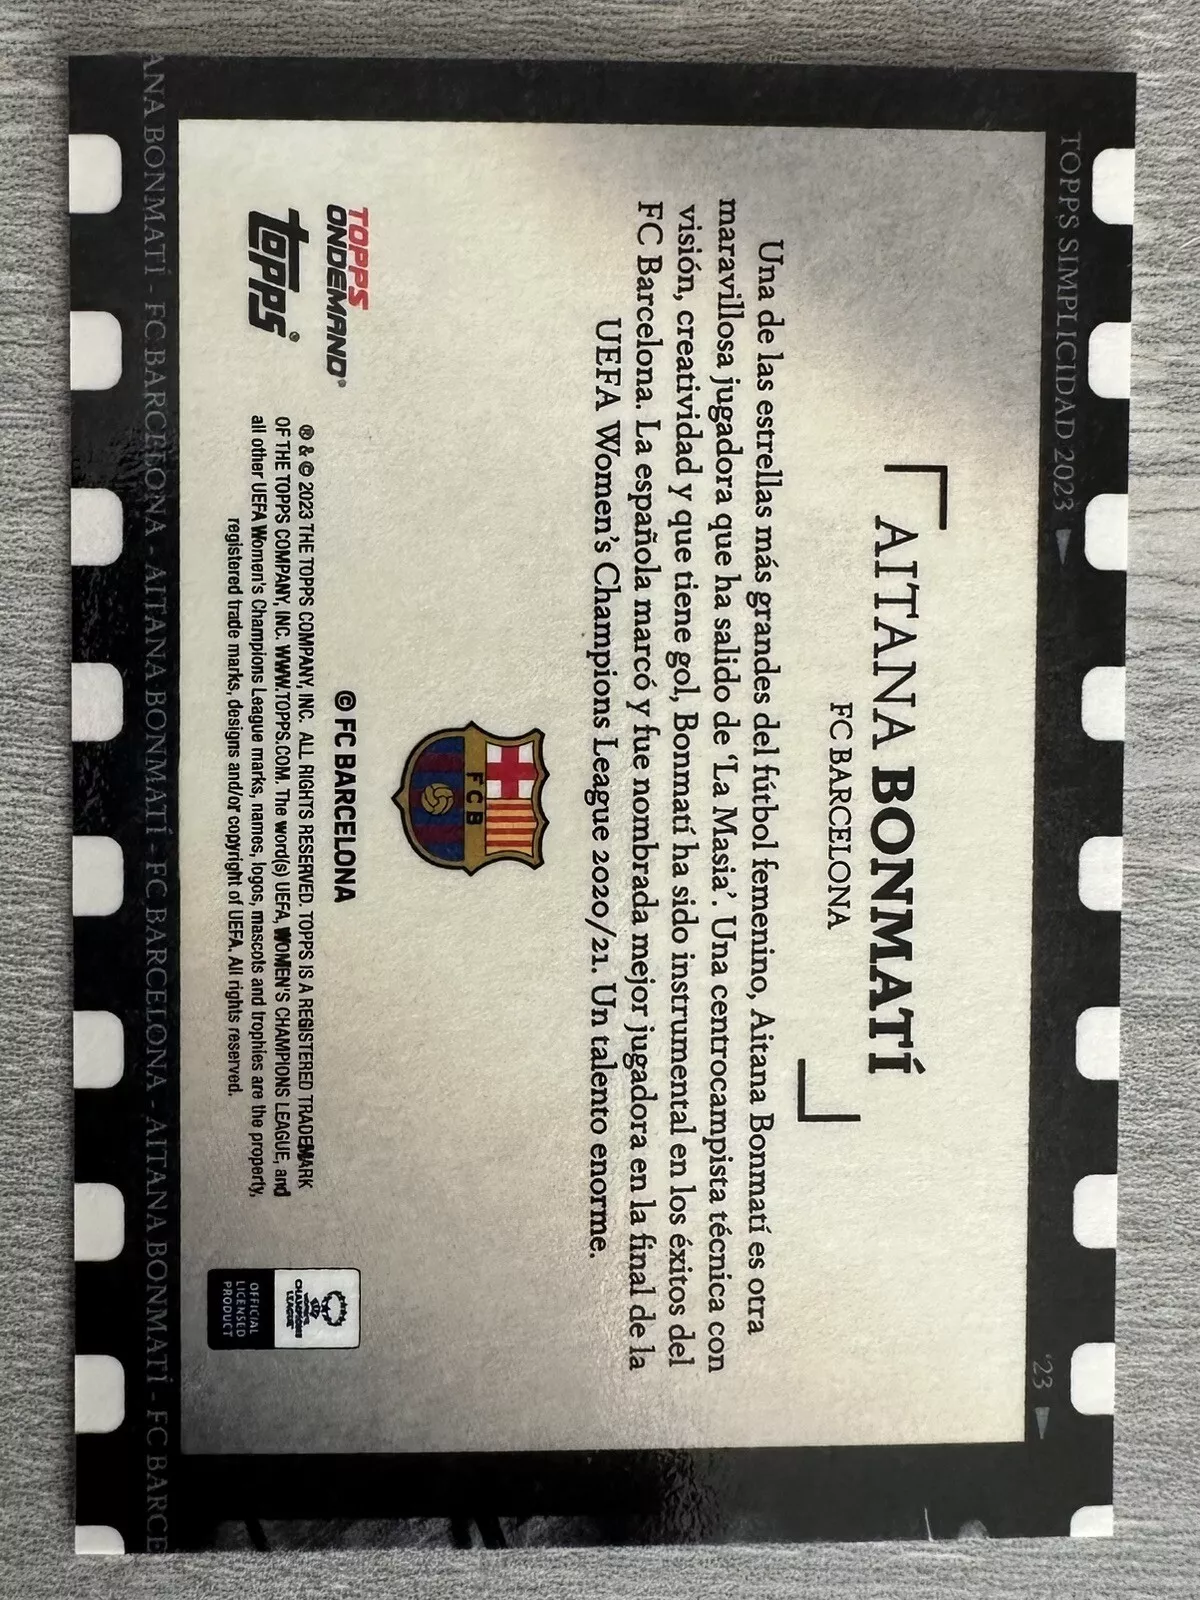 TOPPS SIMPLICIDAD 2023
'23
AITANA BONMATÍ
FC BARCELONA
Una de las estrellas más grandes del fútbol femenino, Aitana Bonmatí es otra
maravillosa jugadora que ha salido de 'La Masia'. Una centrocampista técnica con
visión, creatividad y que tiene gol, Bonmatí ha sido instrumental en los éxitos del
FC Barcelona. La española marcó y fue nombrada mejor jugadora en la final de la
UEFA Women's Champions League 2020/21. Un talento enorme.
FCB
© FC BARCELONA
TOPPS
ONDEMAND®
topps®
® & © 2023 THE TOPPS COMPANY, INC. ALL RIGHTS RESERVED. TOPPS IS A REGISTERED TRADEMARK
OF THE TOPPS COMPANY, INC. WWW.TOPPS.COM. The word(s) UEFA, WOMEN'S CHAMPIONS LEAGUE, and
all other UEFA Women's Champions League marks, names, logos, mascots and trophies are the property,
registered trade marks, designs and/or copyright of UEFA. All rights reserved.
UEFA
WOMEN'S
CHAMPIONS
LEAGUE
OFFICIAL
LICENSED
PRODUCT
ANA BONMATÍ - FC BARCELONA - AITANA BONMATÍ - FC BARCELONA - AITANA BONMATÍ - FC BARCE